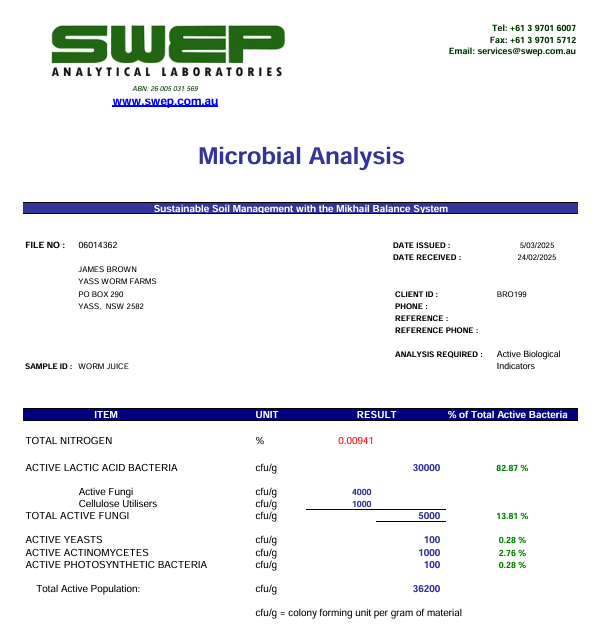 SWEP
ANALYTICAL LABORATORIES
Tel: +61 3 9701 6007
Fax: +61 3 9701 5712
Email: services@swep.com.au
ABN: 26 005 031 569
www.swep.com.au
Microbial Analysis
Sustainable Soil Management with the Mikhail Balance System
FILE NO : 06014362
DATE ISSUED : 5/03/2025
DATE RECEIVED : 24/02/2025
JAMES BROWN
YASS WORM FARMS
PO BOX 290
YASS, NSW 2582
CLIENT ID : BRO199
PHONE :
REFERENCE :
REFERENCE PHONE :
ANALYSIS REQUIRED : Active Biological
Indicators
SAMPLE ID : WORM JUICE
ITEM UNIT RESULT % of Total Active Bacteria
TOTAL NITROGEN % 0.00941
ACTIVE LACTIC ACID BACTERIA cfu/g 30000 82.87 %
Active Fungi cfu/g 4000
Cellulose Utilisers cfu/g 1000
TOTAL ACTIVE FUNGI cfu/g 5000 13.81 %
ACTIVE YEASTS cfu/g 100 0.28 %
ACTIVE ACTINOMYCETES cfu/g 1000 2.76 %
ACTIVE PHOTOSYNTHETIC BACTERIA cfu/g 100 0.28 %
Total Active Population: cfu/g 36200
cfu/g = colony forming unit per gram of material